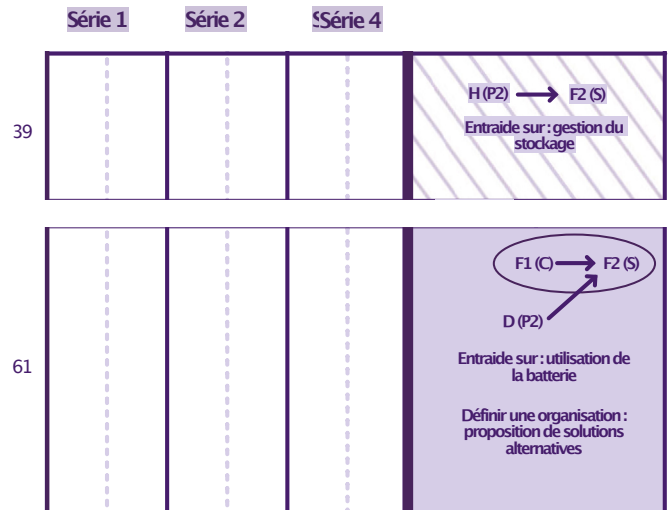 Série 1 Série 2 Série 4
39
H (P2) F2 (S)
Entraide sur : gestion du
stockage
61
F1 (C) F2 (S)
D (P2)
Entraide sur : utilisation de
la batterie
Définir une organisation :
proposition de solutions
alternatives